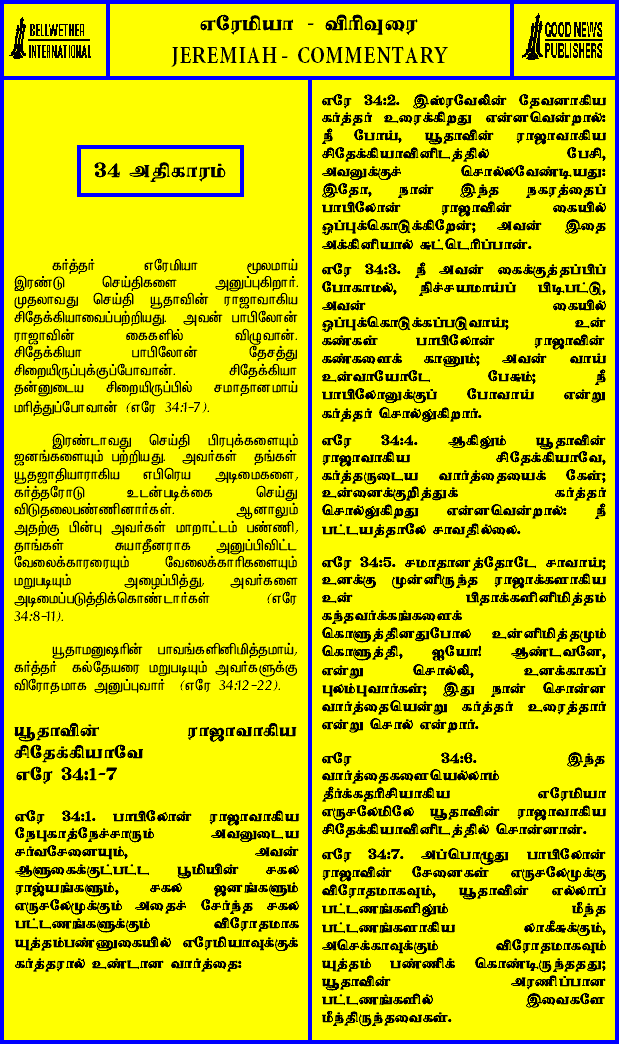 BELLWETHER
INTERNATIONAL
எரேமியா - விரிவுரை
JEREMIAH - COMMENTARY
GOOD NEWS
PUBLISHERS
34 அதிகாரம்
கர்த்தர் எரேமியா மூலமாய்
இரண்டு செய்திகளை அனுப்புகிறார்.
முதலாவது செய்தி யூதாவின் ராஜாவாகிய
சிதேக்கியாவைப்பற்றியது. அவன் பாபிலோன்
ராஜாவின் கைகளில் விழுவான்.
சிதேக்கியா பாபிலோன் தேசத்து
சிறையிருப்புக்குப்போவான். சிதேக்கியா
தன்னுடைய சிறையிருப்பில் சமாதானமாய்
மரித்துப்போவான் (எரே 34:1-7).
இரண்டாவது செய்தி பிரபுக்களையும்
ஜனங்களையும் பற்றியது. அவர்கள் தங்கள்
யூதஜாதியாராகிய எபிரெய அடிமைகளை,
கர்த்தரோடு உடன்படிக்கை செய்து
விடுதலைபண்ணினார்கள். ஆனாலும்
அதற்கு பின்பு அவர்கள் மாறாட்டம் பண்ணி,
தாங்கள் சுயாதீனராக அனுப்பிவிட்ட
வேலைக்காரரையும் வேலைக்காரிகளையும்
மறுபடியும் அழைப்பித்து, அவர்களை
அடிமைப்படுத்திக்கொண்டார்கள் (எரே
34:8-11).
யூதாமனுஷரின் பாவங்களினிமித்தமாய்,
கர்த்தர் கல்தேயரை மறுபடியும் அவர்களுக்கு
விரோதமாக அனுப்புவார் (எரே 34:12-22).
யூதாவின் ராஜாவாகிய
சிதேக்கியாவே
எரே 34:1-7
எரே 34:1. பாபிலோன் ராஜாவாகிய
நேபுகாத்நேச்சாரும் அவனுடைய
சர்வசேனையும், அவன்
ஆளுகைக்குட்பட்ட பூமியின் சகல
ராஜ்யங்களும், சகல ஜனங்களும்
எருசலேமுக்கும் அதைச் சேர்ந்த சகல
பட்டணங்களுக்கும் விரோதமாக
யுத்தம்பண்ணுகையில் எரேமியாவுக்குக்
கர்த்தரால் உண்டான வார்த்தை:
எரே 34:2. இஸ்ரவேலின் தேவனாகிய
கர்த்தர் உரைக்கிறது என்னவென்றால்:
நீ போய், யூதாவின் ராஜாவாகிய
சிதேக்கியாவினிடத்தில் பேசி,
அவனுக்குச் சொல்லவேண்டியது:
இதோ, நான் இந்த நகரத்தைப்
பாபிலோன் ராஜாவின் கையில்
ஒப்புக்கொடுக்கிறேன்; அவன் இதை
அக்கினியால் சுட்டெரிப்பான்.
எரே 34:3. நீ அவன் கைக்குத்தப்பிப்
போகாமல், நிச்சயமாய்ப் பிடிபட்டு,
அவன் கையில்
ஒப்புக்கொடுக்கப்படுவாய்; உன்
கண்கள் பாபிலோன் ராஜாவின்
கண்களைக் காணும்; அவன் வாய்
உன்வாயோடே பேசும்; நீ
பாபிலோனுக்குப் போவாய் என்று
கர்த்தர் சொல்லுகிறார்.
எரே 34:4. ஆகிலும் யூதாவின்
ராஜாவாகிய சிதேக்கியாவே,
கர்த்தருடைய வார்த்தையைக் கேள்;
உன்னைக்குறித்துக் கர்த்தர்
சொல்லுகிறது என்னவென்றால்: நீ
பட்டயத்தாலே சாவதில்லை.
எரே 34:5. சமாதானத்தோடே சாவாய்;
உனக்கு முன்னிருந்த ராஜாக்களாகிய
உன் பிதாக்களினிமித்தம்
கந்தவர்க்கங்களைக்
கொளுத்தினதுபோல உன்னிமித்தமும்
கொளுத்தி, ஐயோ! ஆண்டவனே,
என்று சொல்லி, உனக்காகப்
புலம்புவார்கள்; இது நான் சொன்ன
வார்த்தையென்று கர்த்தர் உரைத்தார்
என்று சொல் என்றார்.
எரே 34:6. இந்த
வார்த்தைகளையெல்லாம்
தீர்க்கதரிசியாகிய எரேமியா
எருசலேமிலே யூதாவின் ராஜாவாகிய
சிதேக்கியாவினிடத்தில் சொன்னான்.
எரே 34:7. அப்பொழுது பாபிலோன்
ராஜாவின் சேனைகள் எருசலேமுக்கு
விரோதமாகவும், யூதாவின் எல்லாப்
பட்டணங்களிலும் மீந்த
பட்டணங்களாகிய லாகீசுக்கும்,
அசெக்காவுக்கும் விரோதமாகவும்
யுத்தம் பண்ணிக் கொண்டிருந்ததது;
யூதாவின் அரணிப்பான
பட்டணங்களில் இவைகளே
மீந்திருந்தவைகள்.